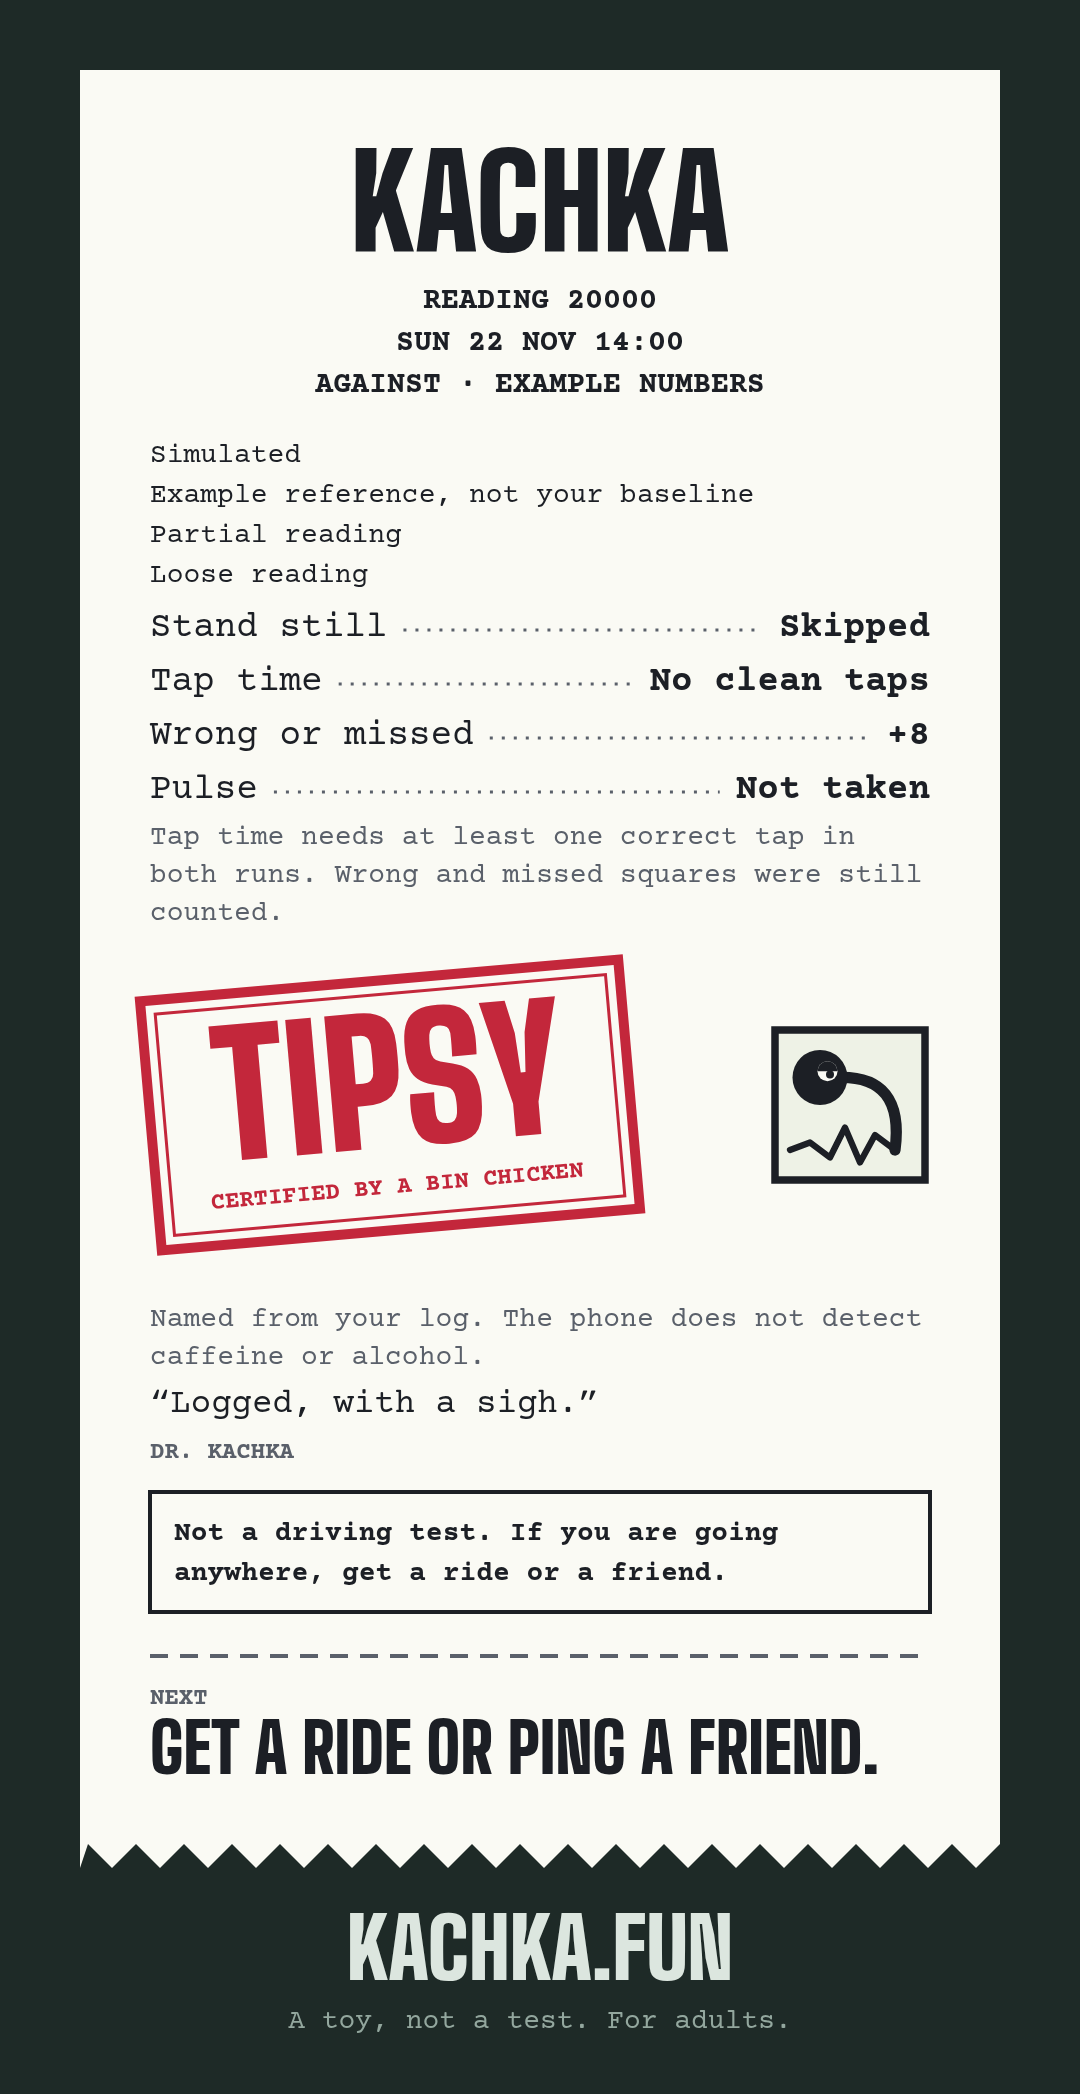 KACHKA
READING 20000
SUN 22 NOV 14:00
AGAINST · EXAMPLE NUMBERS
Simulated
Example reference, not your baseline
Partial reading
Loose reading
Stand still Skipped
Tap time No clean taps
Wrong or missed +8
Pulse Not taken
Tap time needs at least one correct tap in
both runs. Wrong and missed squares were still
counted.
TIPSY
CERTIFIED BY A BIN CHICKEN
Named from your log. The phone does not detect
caffeine or alcohol.
“Logged, with a sigh.”
DR. KACHKA
Not a driving test. If you are going
anywhere, get a ride or a friend.
NEXT
GET A RIDE OR PING A FRIEND.
KACHKA.FUN
A toy, not a test. For adults.